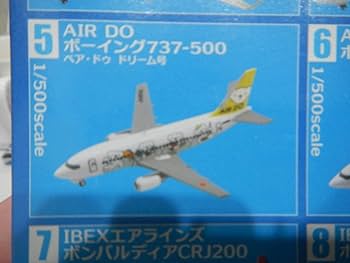 5 AIR DO
ボーイング737-500
ベア・ドゥ ドリーム号
1/500scale
6
7 IBEXエアラインズ
ボンバルディアCRJ200
8